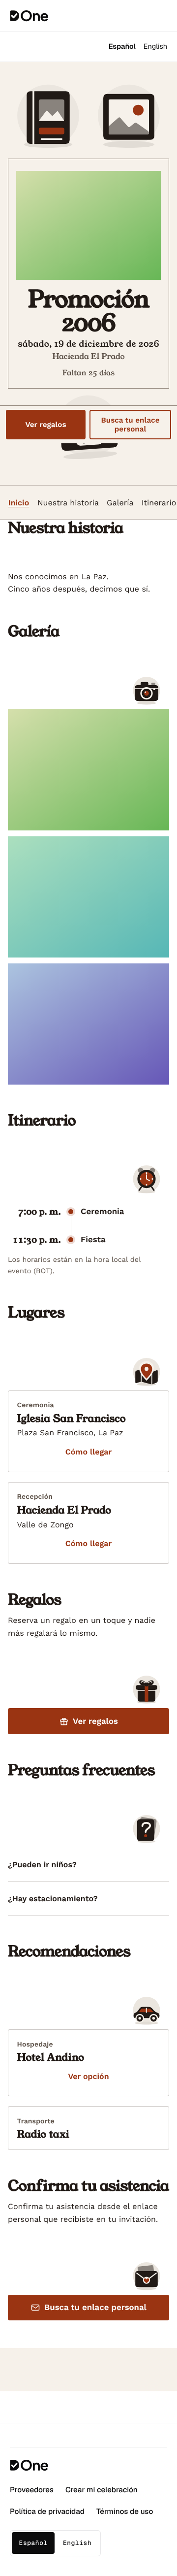 One
Español English
Promoción
2006
sábado, 19 de diciembre de 2026
Hacienda El Prado
Faltan 25 días
Ver regalos
Busca tu enlace
personal
Inicio Nuestra historia Galería Itinerario
Nuestra historia
Nos conocimos en La Paz.
Cinco años después, decimos que sí.
Galería
Itinerario
7:00 p. m. Ceremonia
11:30 p. m. Fiesta
Los horarios están en la hora local del
evento (BOT).
Lugares
Ceremonia
Iglesia San Francisco
Plaza San Francisco, La Paz
Cómo llegar
Recepción
Hacienda El Prado
Valle de Zongo
Cómo llegar
Regalos
Reserva un regalo en un toque y nadie
más regalará lo mismo.
Ver regalos
Preguntas frecuentes
?
¿Pueden ir niños?
¿Hay estacionamiento?
Recomendaciones
Hospedaje
Hotel Andino
Ver opción
Transporte
Radio taxi
Confirma tu asistencia
Confirma tu asistencia desde el enlace
personal que recibiste en tu invitación.
Busca tu enlace personal
One
Proveedores Crear mi celebración
Política de privacidad Términos de uso
Español English